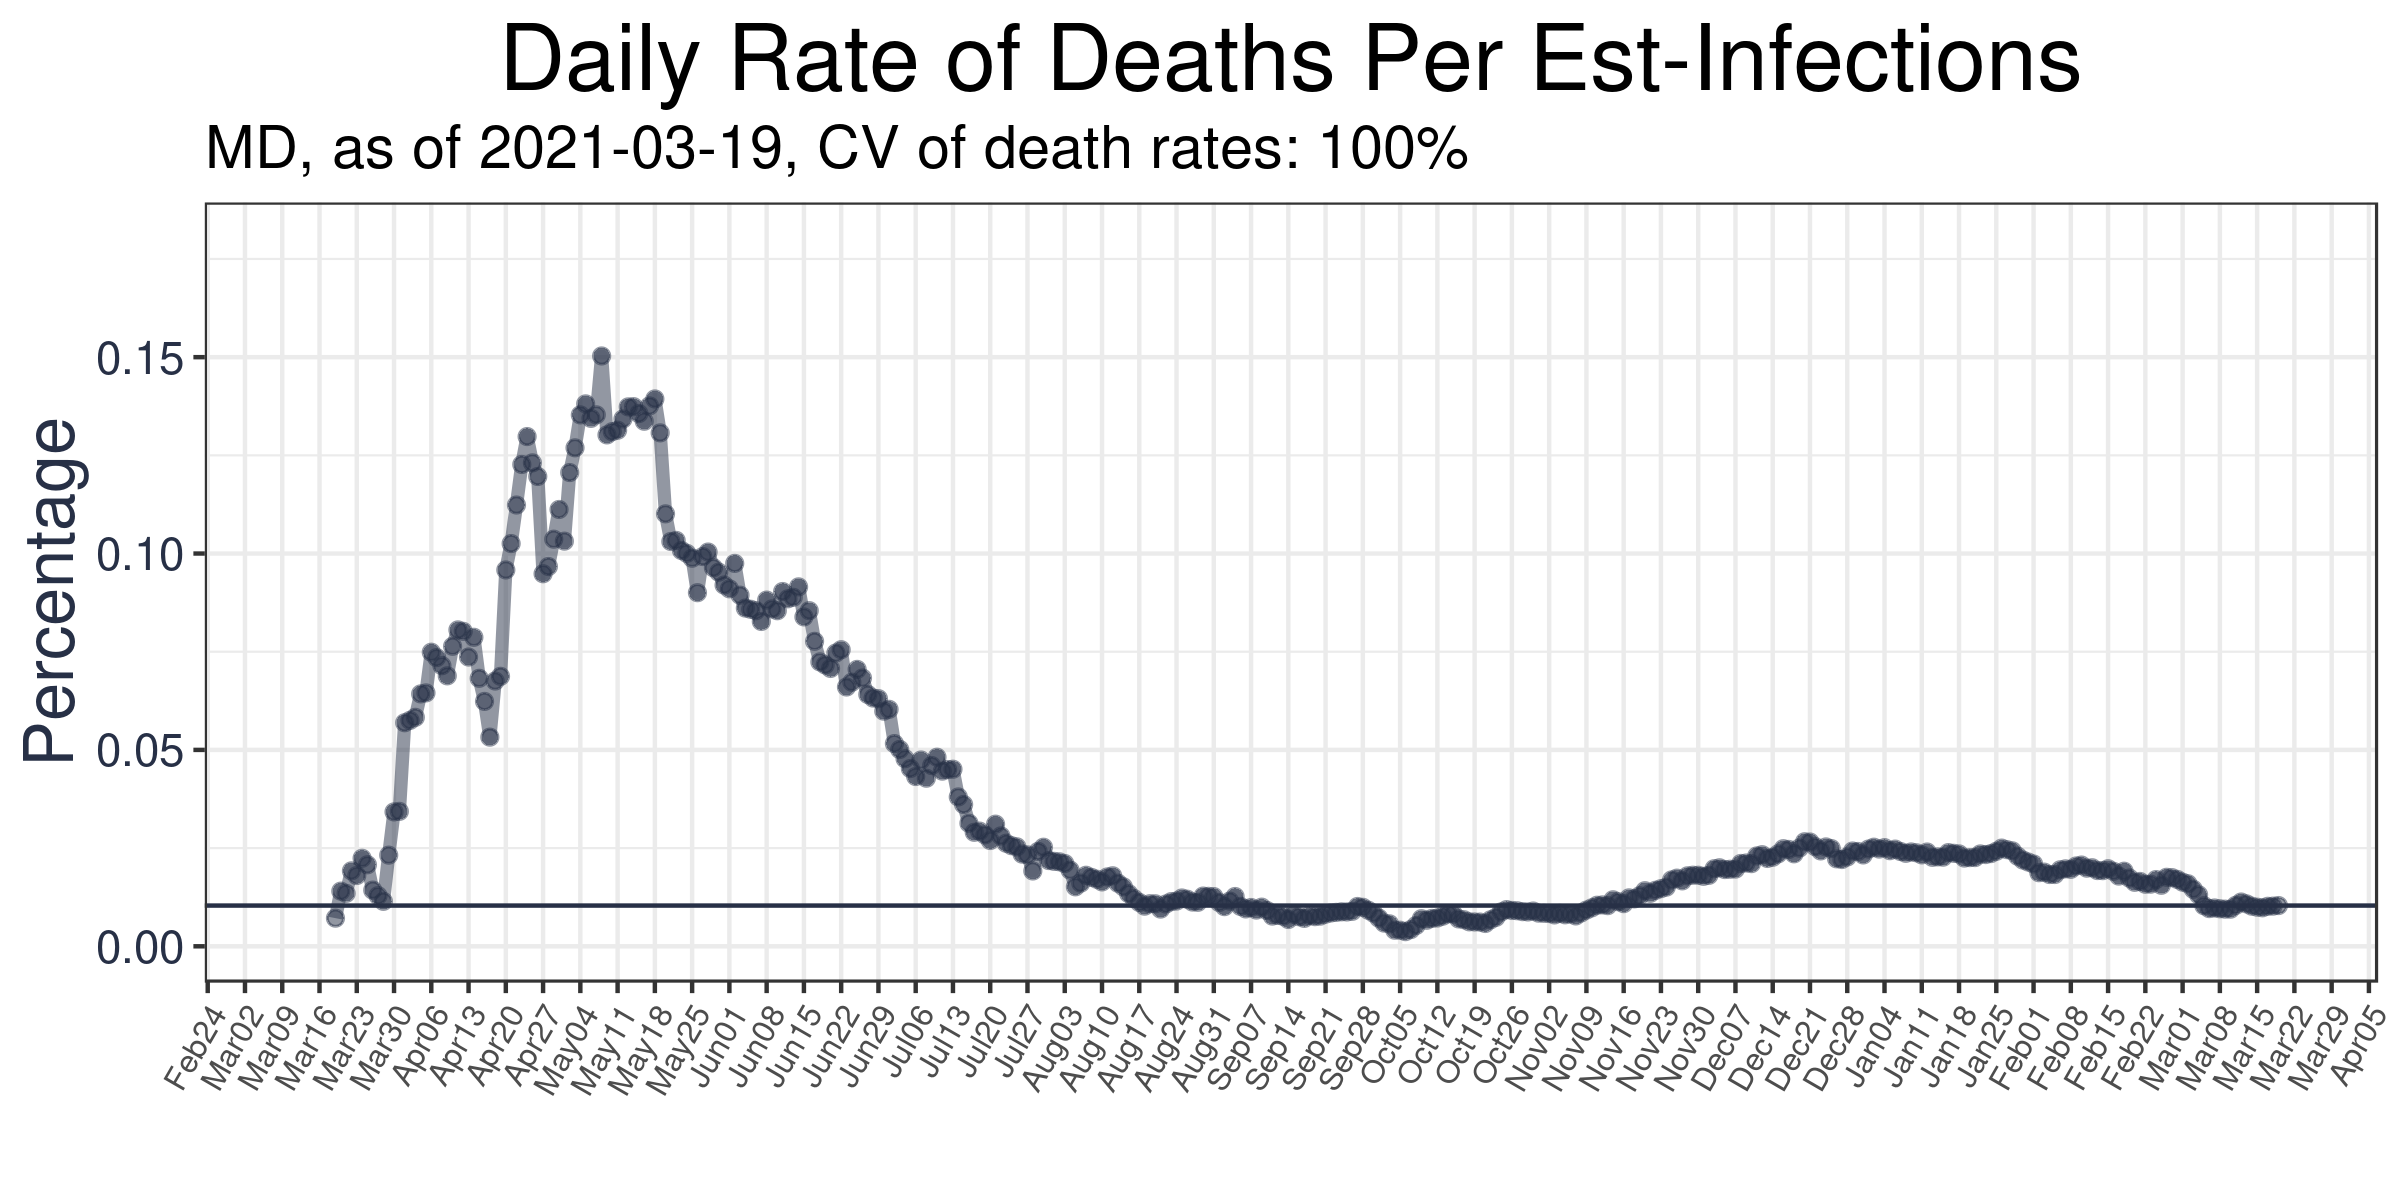 Daily Rate of Deaths Per Est-Infections
MD, as of 2021-03-19, CV of death rates: 100%
Percentage
0.15
0.10
0.05
0.00
Feb24
Mar02
Mar09
Mar16
Mar23
Mar30
Apr06
Apr13
Apr20
Apr27
May04
May11
May18
May25
Jun01
Jun08
Jun15
Jun22
Jun29
Jul06
Jul13
Jul20
Jul27
Aug03
Aug10
Aug17
Aug24
Aug31
Sep07
Sep14
Sep21
Sep28
Oct05
Oct12
Oct19
Oct26
Nov02
Nov09
Nov16
Nov23
Nov30
Dec07
Dec14
Dec21
Dec28
Jan04
Jan11
Jan18
Jan25
Feb01
Feb08
Feb15
Feb22
Mar01
Mar08
Mar15
Mar22
Mar29
Apr05